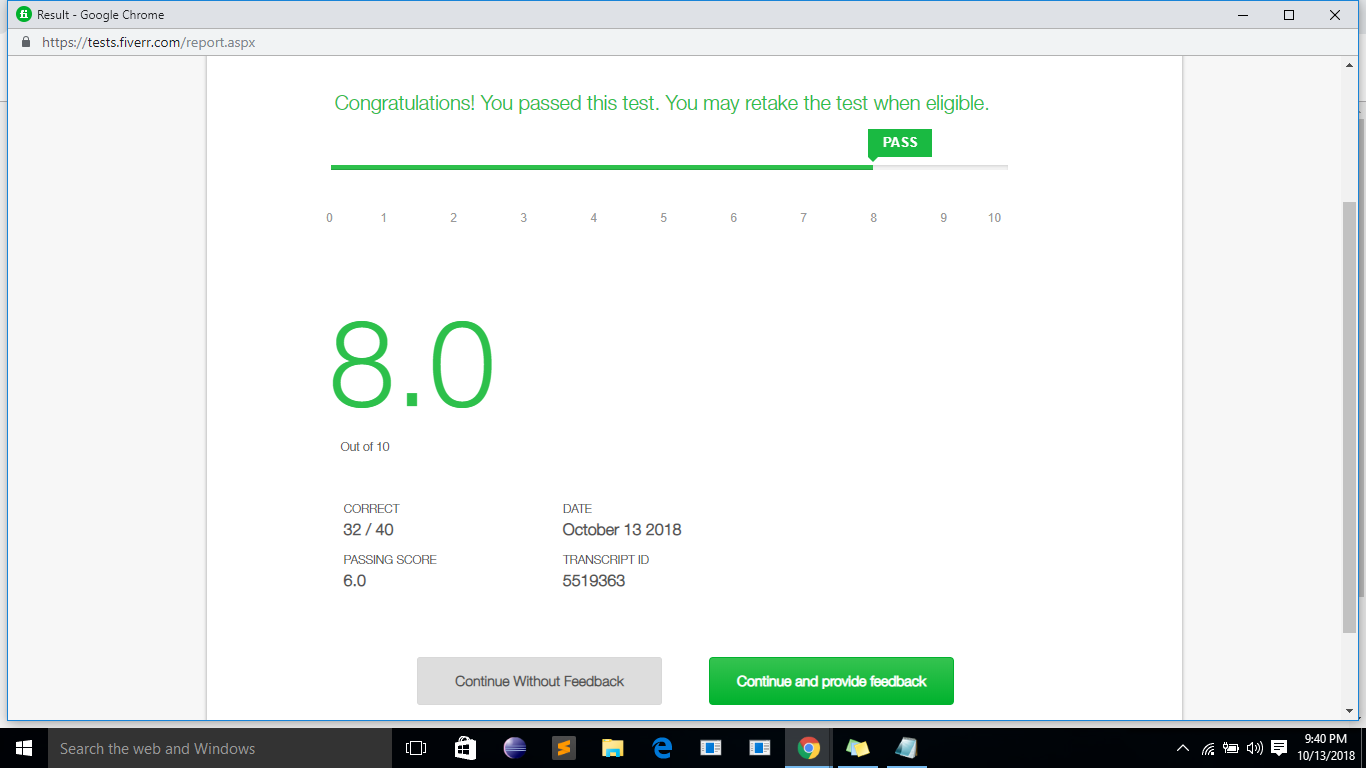 Result - Google Chrome
https://tests.fiverr.com/report.aspx
Congratulations! You passed this test. You may retake the test when eligible.
PASS
0 1 2 3 4 5 6 7 8 9 10
8.0
Out of 10
CORRECT DATE
32 / 40 October 13 2018
PASSING SCORE TRANSCRIPT ID
6.0 5519363
Continue Without Feedback Continue and provide feedback
Search the web and Windows
9:40 PM
10/13/2018